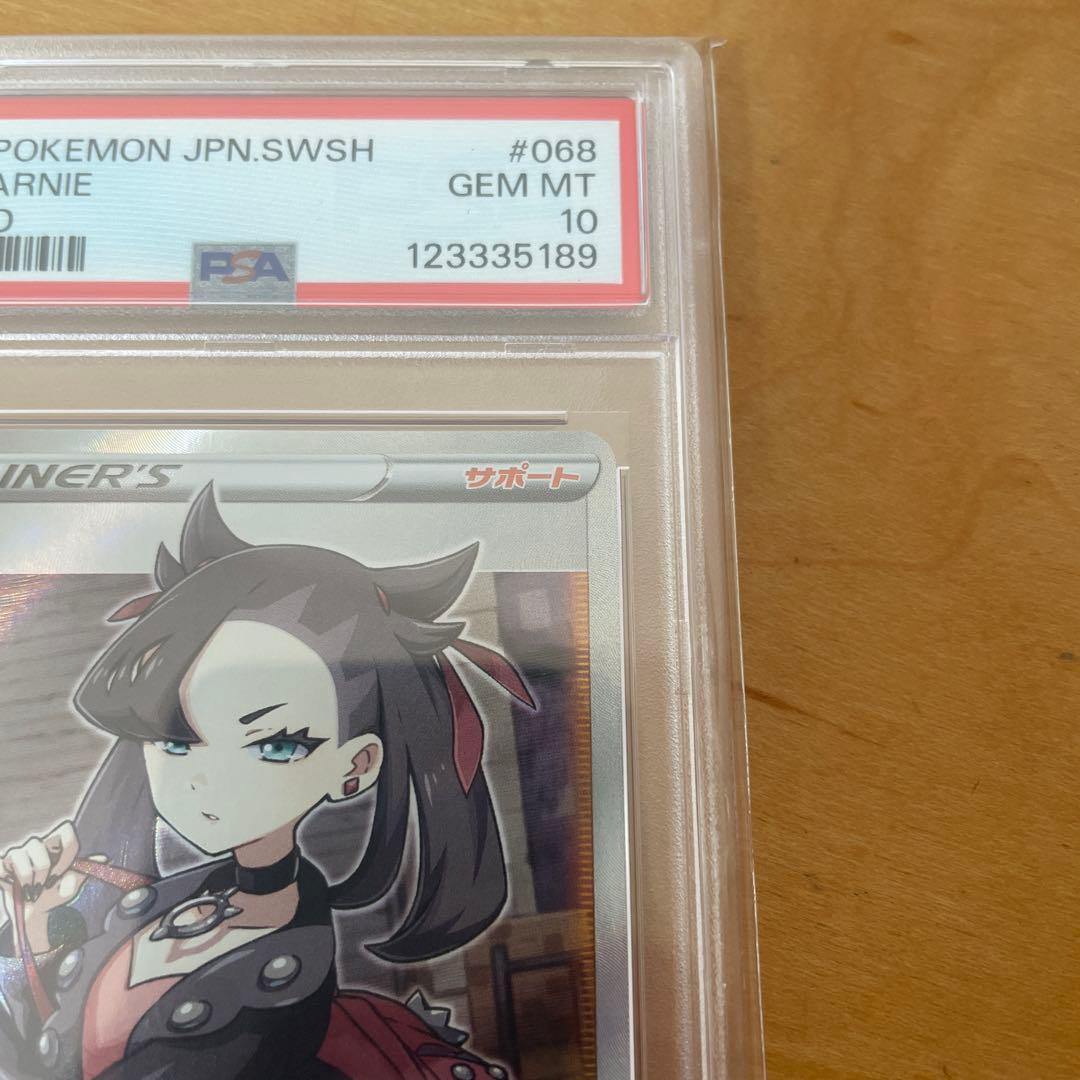 POKEMON JPN.SWSH #068
ARNIE GEM MT
D 10
123335189
PSA
INER'S サポート